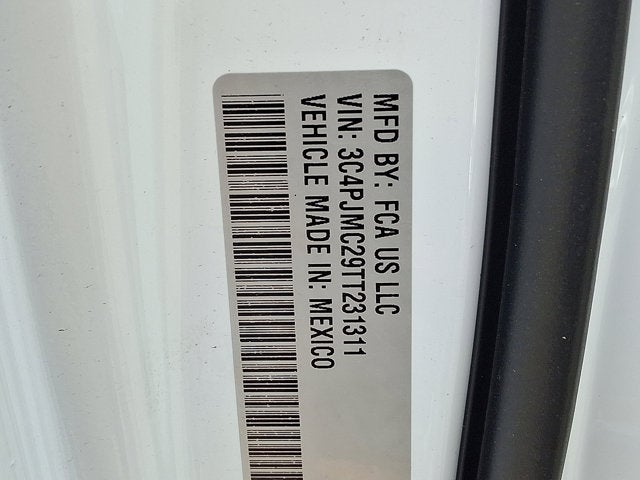 MFD BY: FCA US LLC
VIN: 3C4PJMC29TT231311
VEHICLE MADE IN: MEXICO